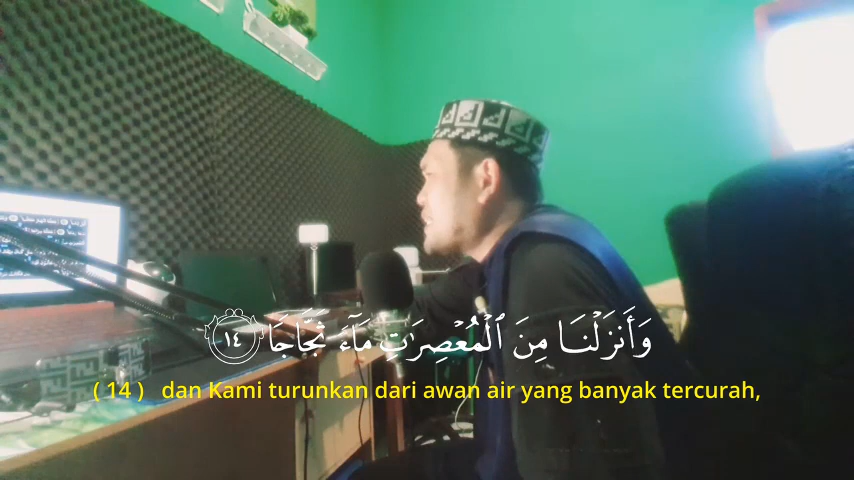 وَأَنزَلْنَا مِنَ ٱلْمُعْصِرَٰتِ مَآءً ثَجَّاجًا ١٤
( 14 ) dan Kami turunkan dari awan air yang banyak tercurah,